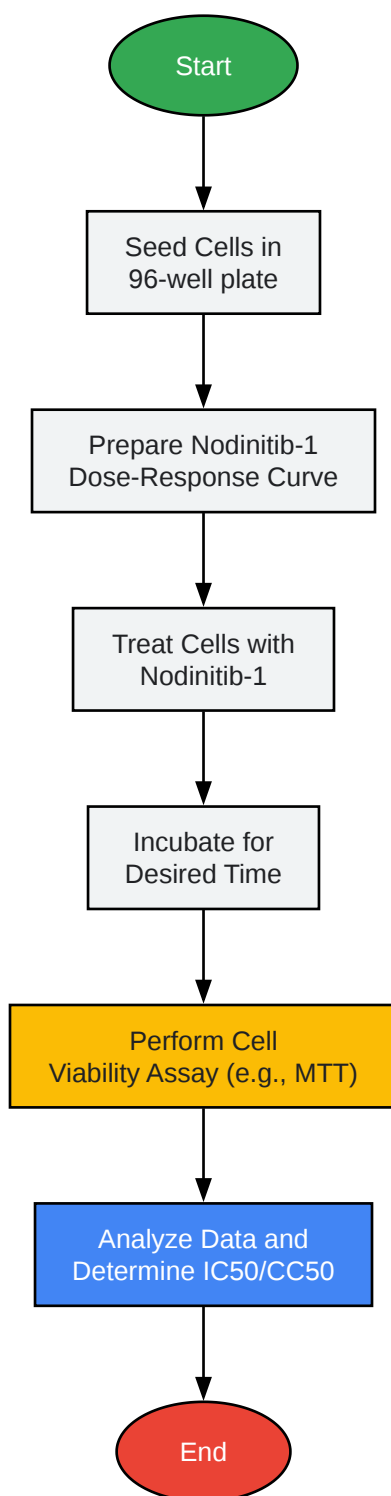 Start
Seed Cells in
96-well plate
Prepare Nodinitib-1
Dose-Response Curve
Treat Cells with
Nodinitib-1
Incubate for
Desired Time
Perform Cell
Viability Assay (e.g., MTT)
Analyze Data and
Determine IC50/CC50
End